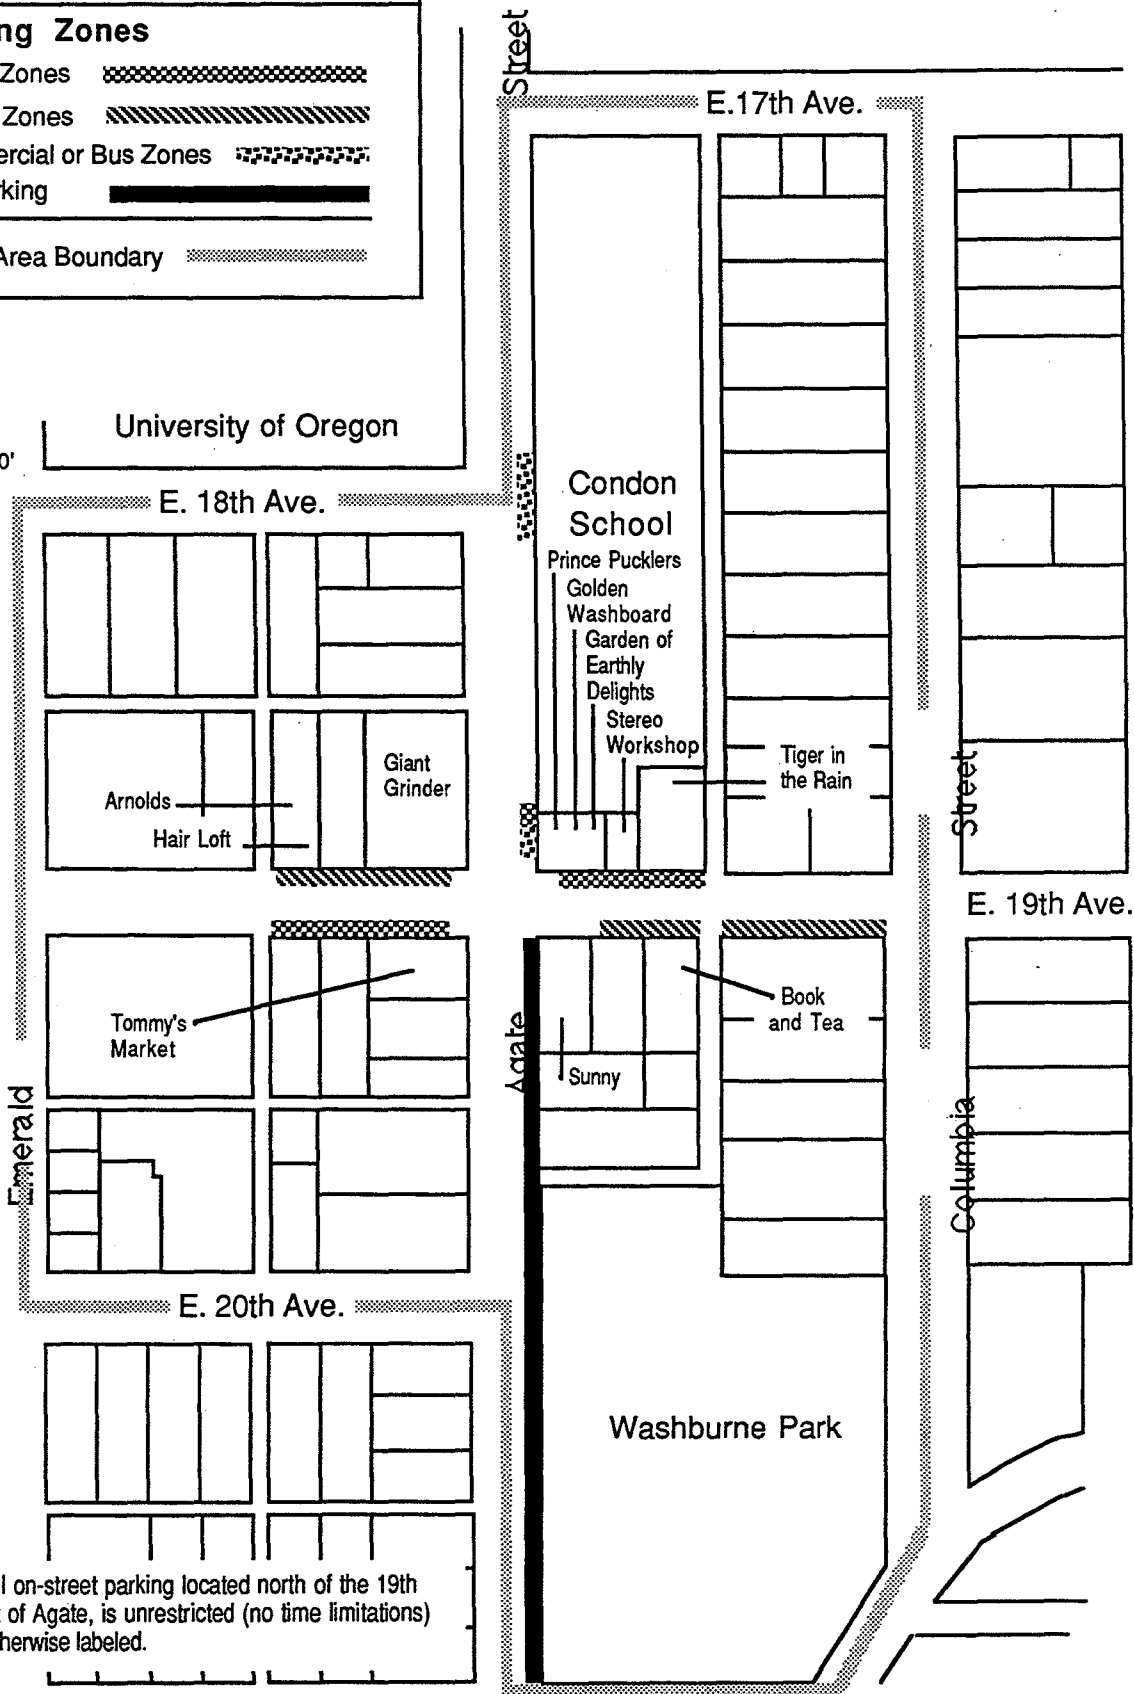 ng Zones
Zones
Zones
ercial or Bus Zones
rking
Area Boundary
Street
E.17th Ave.
University of Oregon
0'
E. 18th Ave.
Condon
School
Prince Pucklers
Golden
Washboard
Garden of
Earthly
Delights
Stereo
Workshop
Tiger in
the Rain
Giant
Grinder
Arnolds
Hair Loft
Street
E. 19th Ave.
Tommy's
Market
Book
and Tea
Sunny
Agate
Emerald
Columbia
E. 20th Ave.
Washburne Park
l on-street parking located north of the 19th
t of Agate, is unrestricted (no time limitations)
herwise labeled.